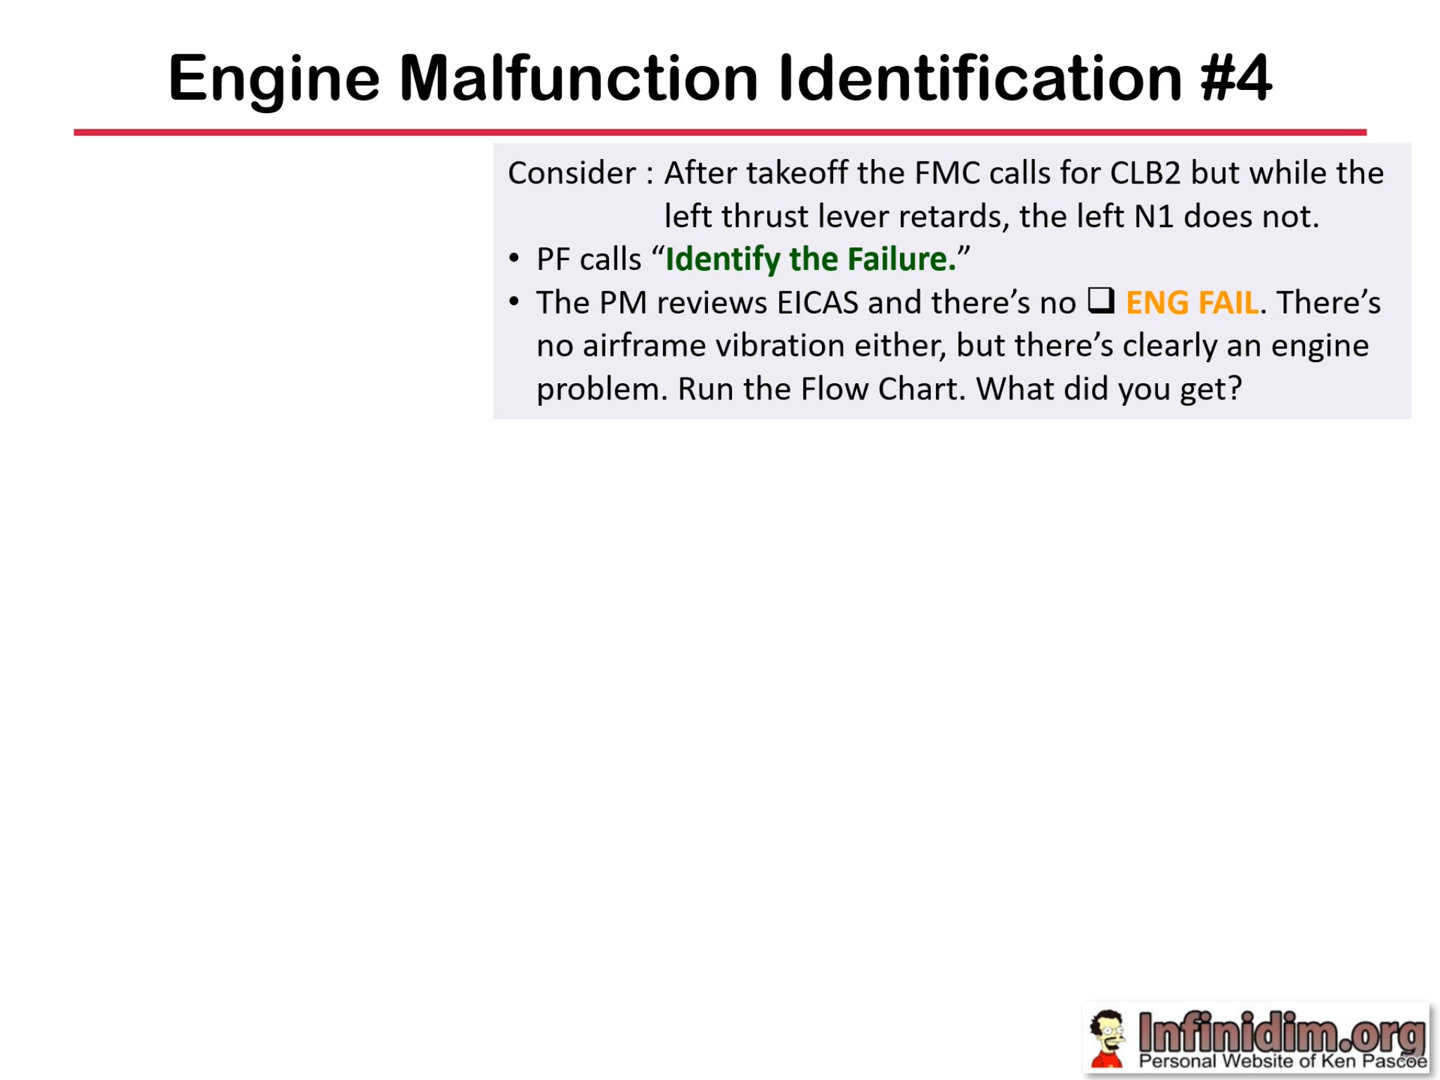 Engine Malfunction Identification #4
Consider : After takeoff the FMC calls for CLB2 but while the
left thrust lever retards, the left N1 does not.
• PF calls “Identify the Failure.”
• The PM reviews EICAS and there’s no ❑ ENG FAIL. There’s
no airframe vibration either, but there’s clearly an engine
problem. Run the Flow Chart. What did you get?
Infinidim.org
Personal Website of Ken Pascoe